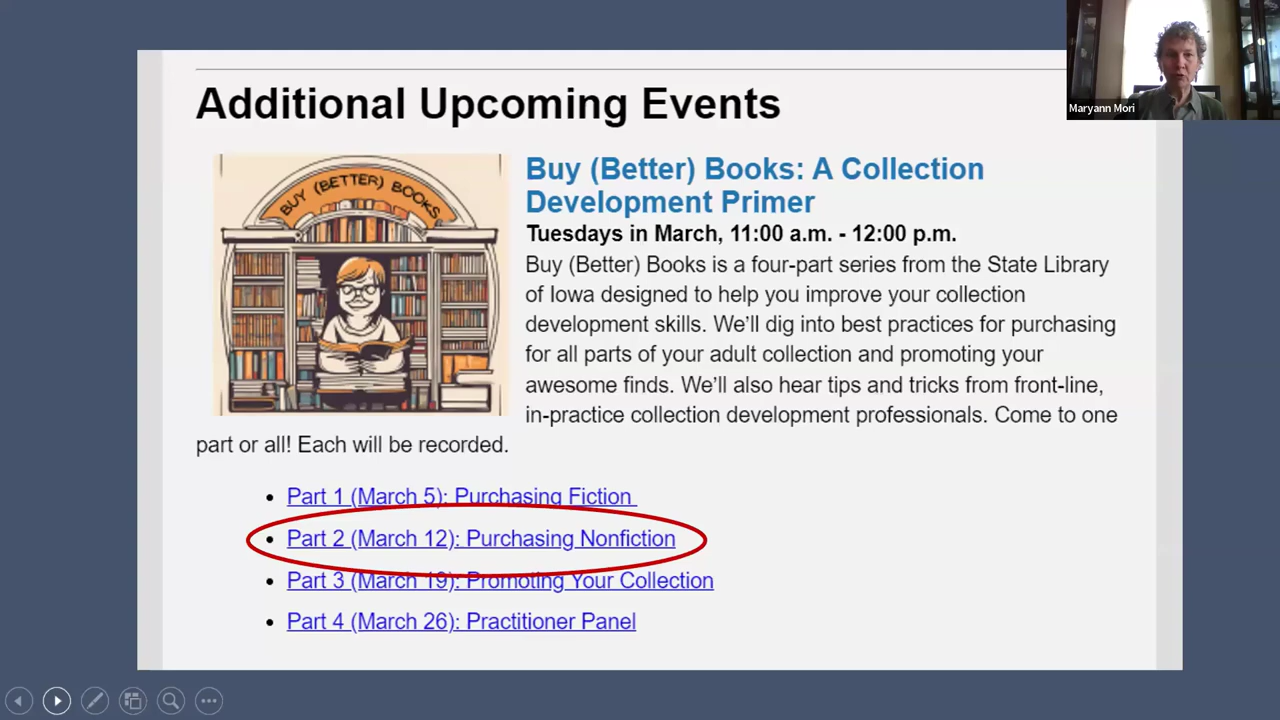 Maryann Mori
Additional Upcoming Events
BUY (BETTER) BOOKS
Buy (Better) Books: A Collection
Development Primer
Tuesdays in March, 11:00 a.m. - 12:00 p.m.
Buy (Better) Books is a four-part series from the State Library
of Iowa designed to help you improve your collection
development skills. We’ll dig into best practices for purchasing
for all parts of your adult collection and promoting your
awesome finds. We’ll also hear tips and tricks from front-line,
in-practice collection development professionals. Come to one
part or all! Each will be recorded.
Part 1 (March 5): Purchasing Fiction
Part 2 (March 12): Purchasing Nonfiction
Part 3 (March 19): Promoting Your Collection
Part 4 (March 26): Practitioner Panel